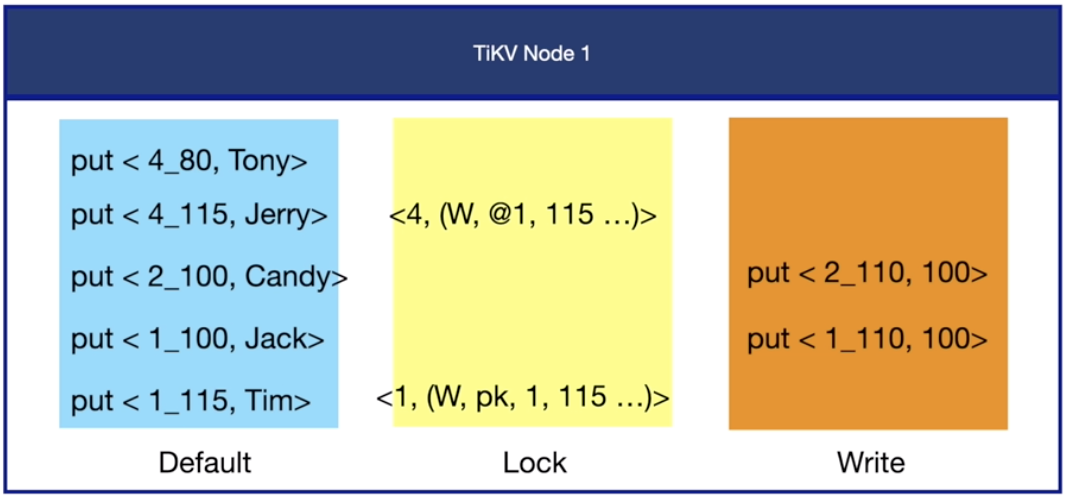 TiKV Node 1
put < 4_80, Tony>
put < 4_115, Jerry>
put < 2_100, Candy>
put < 1_100, Jack>
put < 1_115, Tim>
Default
<4, (W, @1, 115 ...)>
<1, (W, pk, 1, 115 ...)>
Lock
put < 2_110, 100>
put < 1_110, 100>
Write